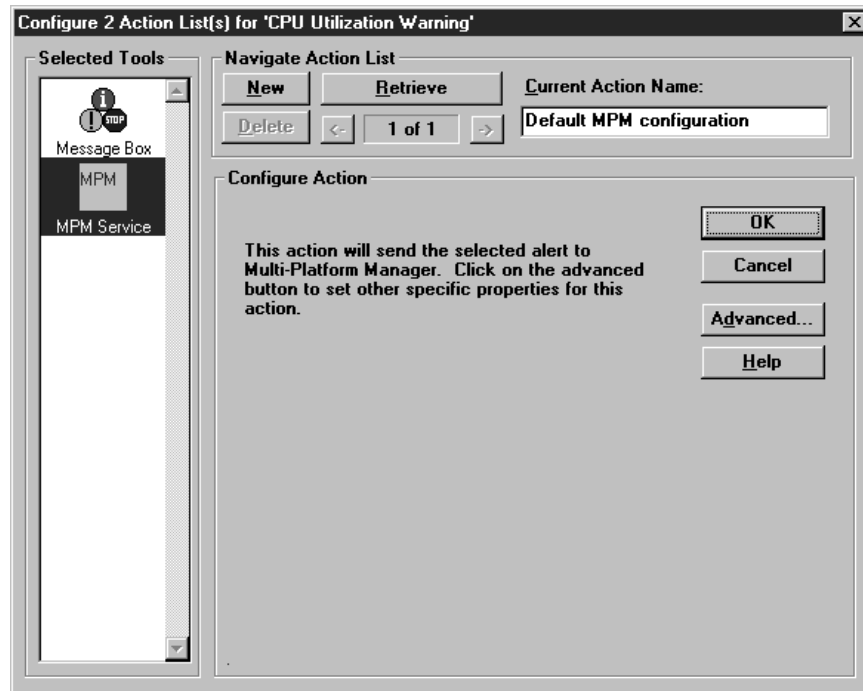 Configure 2 Action List(s) for 'CPU Utilization Warning'
Selected Tools
STOP
Message Box
MPM
MPM Service
Navigate Action List
New
Retrieve
Current Action Name:
Delete
<-
1 of 1
->
Default MPM configuration
Configure Action
This action will send the selected alert to
Multi-Platform Manager.  Click on the advanced
button to set other specific properties for this
action.
OK
Cancel
Advanced...
Help